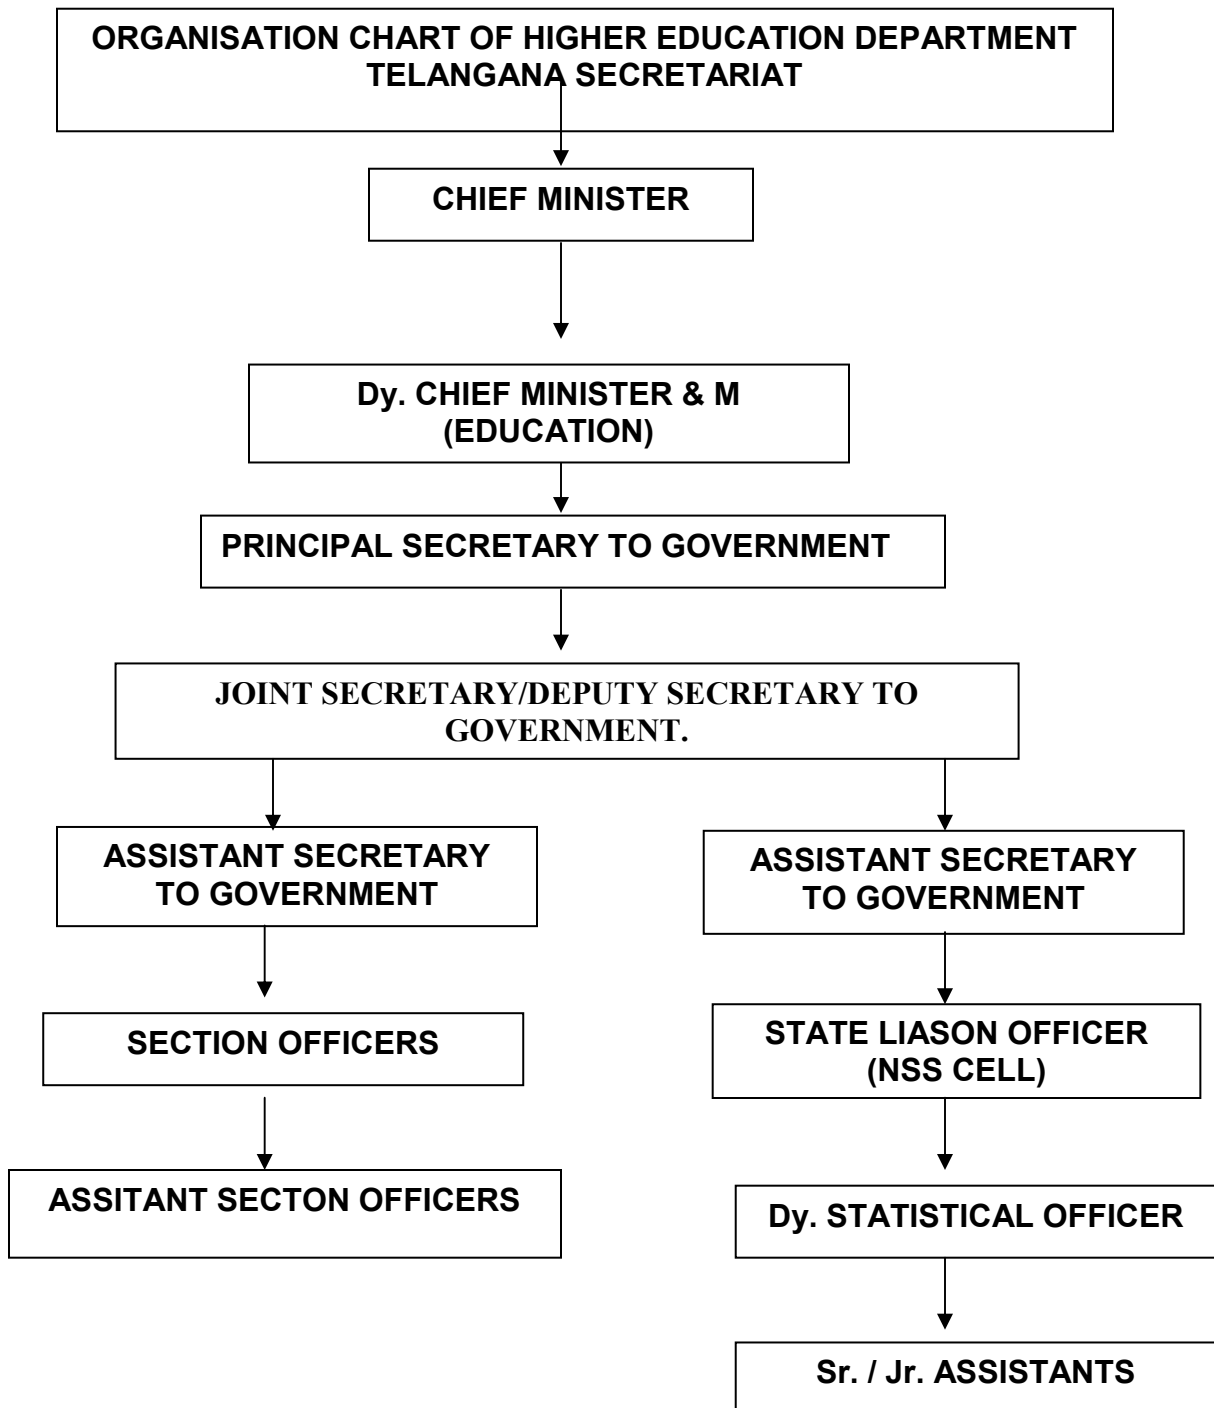 ORGANISATION CHART OF HIGHER EDUCATION DEPARTMENT
TELANGANA SECRETARIAT
CHIEF MINISTER
Dy. CHIEF MINISTER & M
(EDUCATION)
PRINCIPAL SECRETARY TO GOVERNMENT
JOINT SECRETARY/DEPUTY SECRETARY TO
GOVERNMENT.
ASSISTANT SECRETARY
TO GOVERNMENT
SECTION OFFICERS
ASSITANT SECTON OFFICERS
ASSISTANT SECRETARY
TO GOVERNMENT
STATE LIASON OFFICER
(NSS CELL)
Dy. STATISTICAL OFFICER
Sr. / Jr. ASSISTANTS